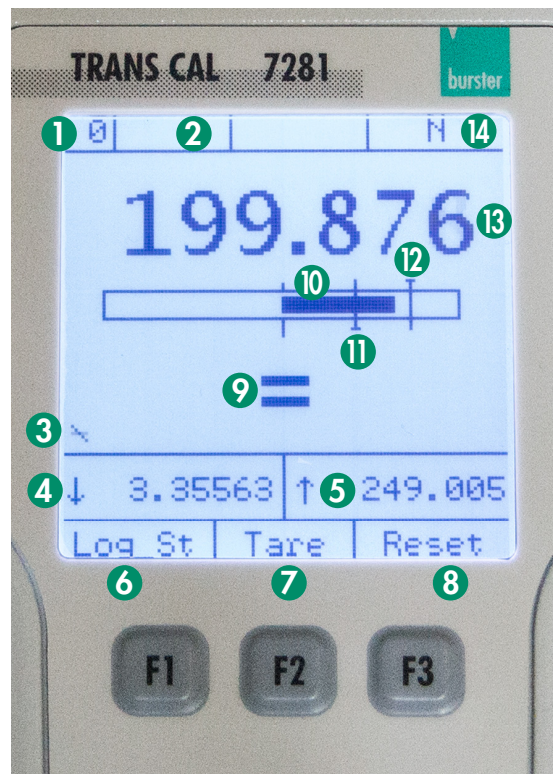 TRANS CAL 7281
burster
1 0 2 N 14
199.876 13
12
10
11
9 =
3
4 ↓ 3.35563 ↑ 5 249.005
Log_St Tare Reset
6 7 8
F1 F2 F3